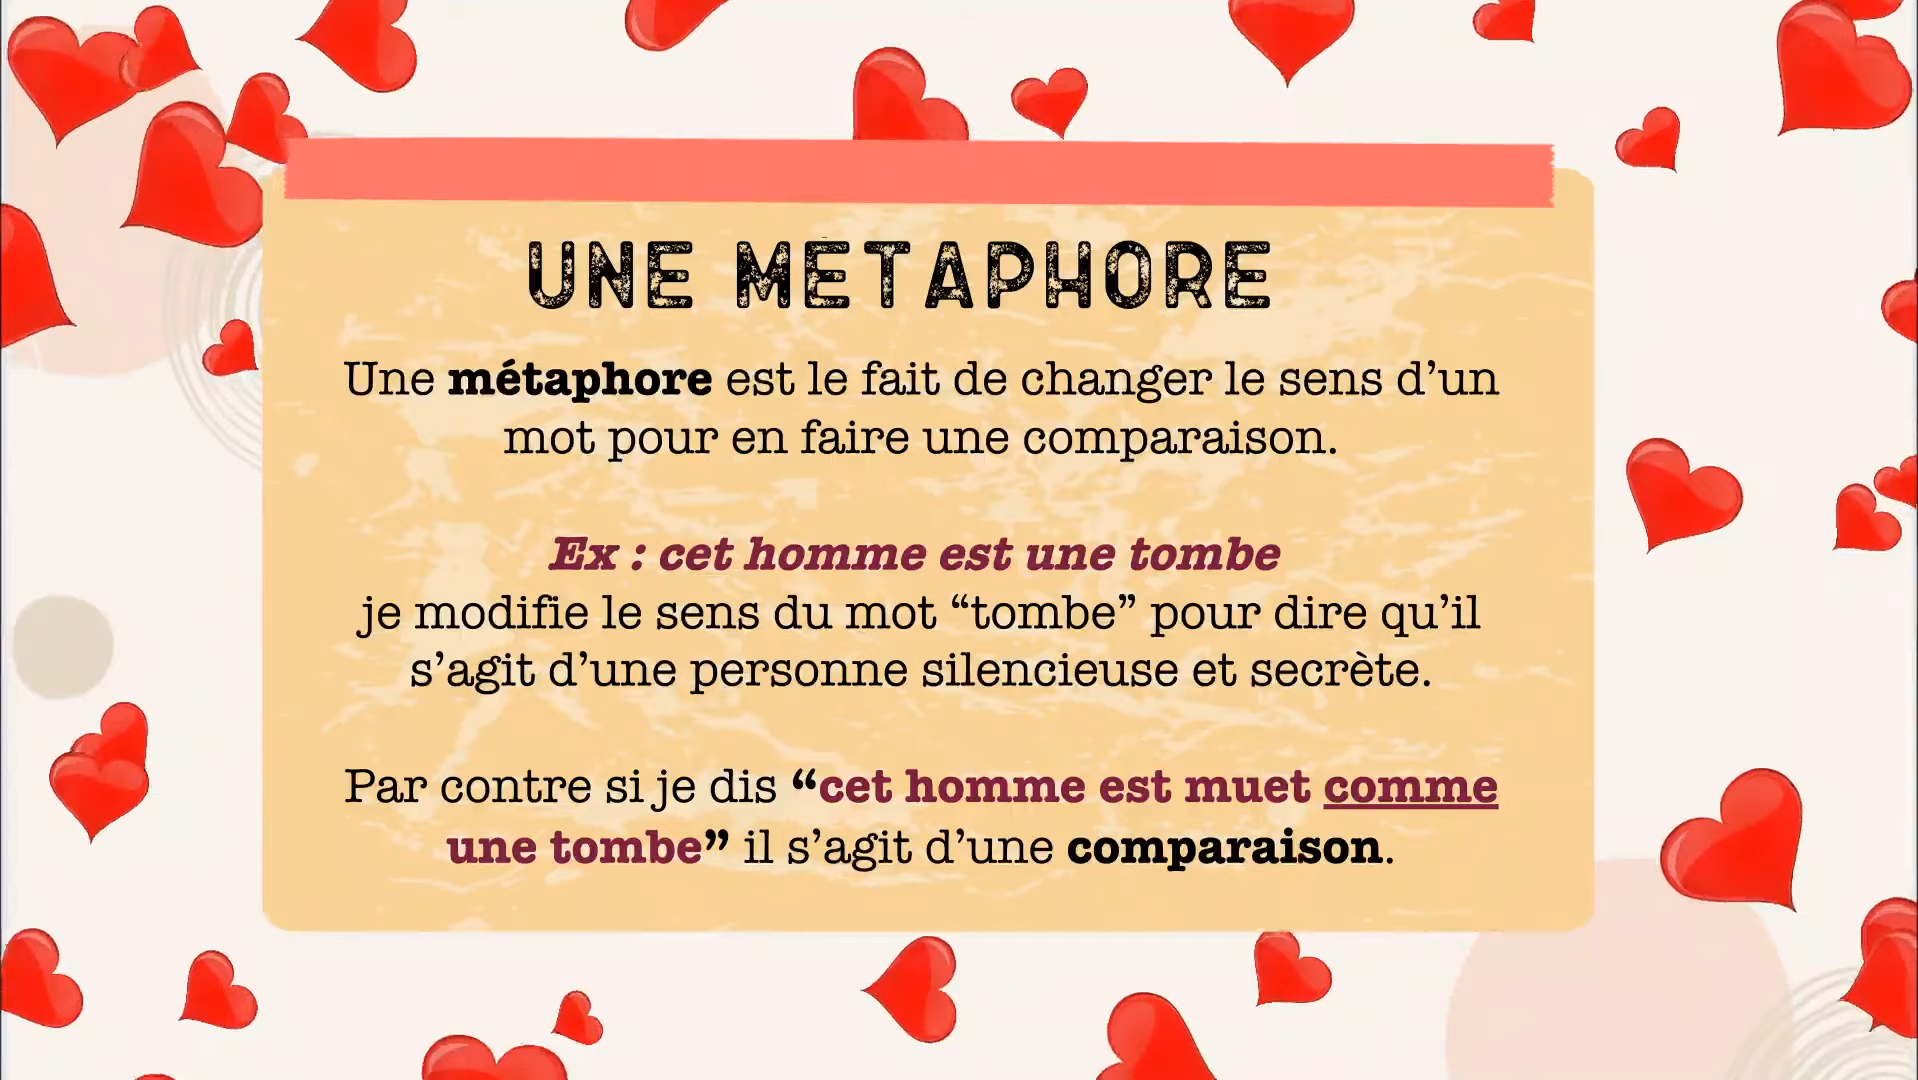 UNE METAPHORE
Une métaphore est le fait de changer le sens d’un
mot pour en faire une comparaison.
Ex : cet homme est une tombe
je modifie le sens du mot “tombe” pour dire qu’il
s’agit d’une personne silencieuse et secrète.
Par contre si je dis “cet homme est muet comme
une tombe” il s’agit d’une comparaison.